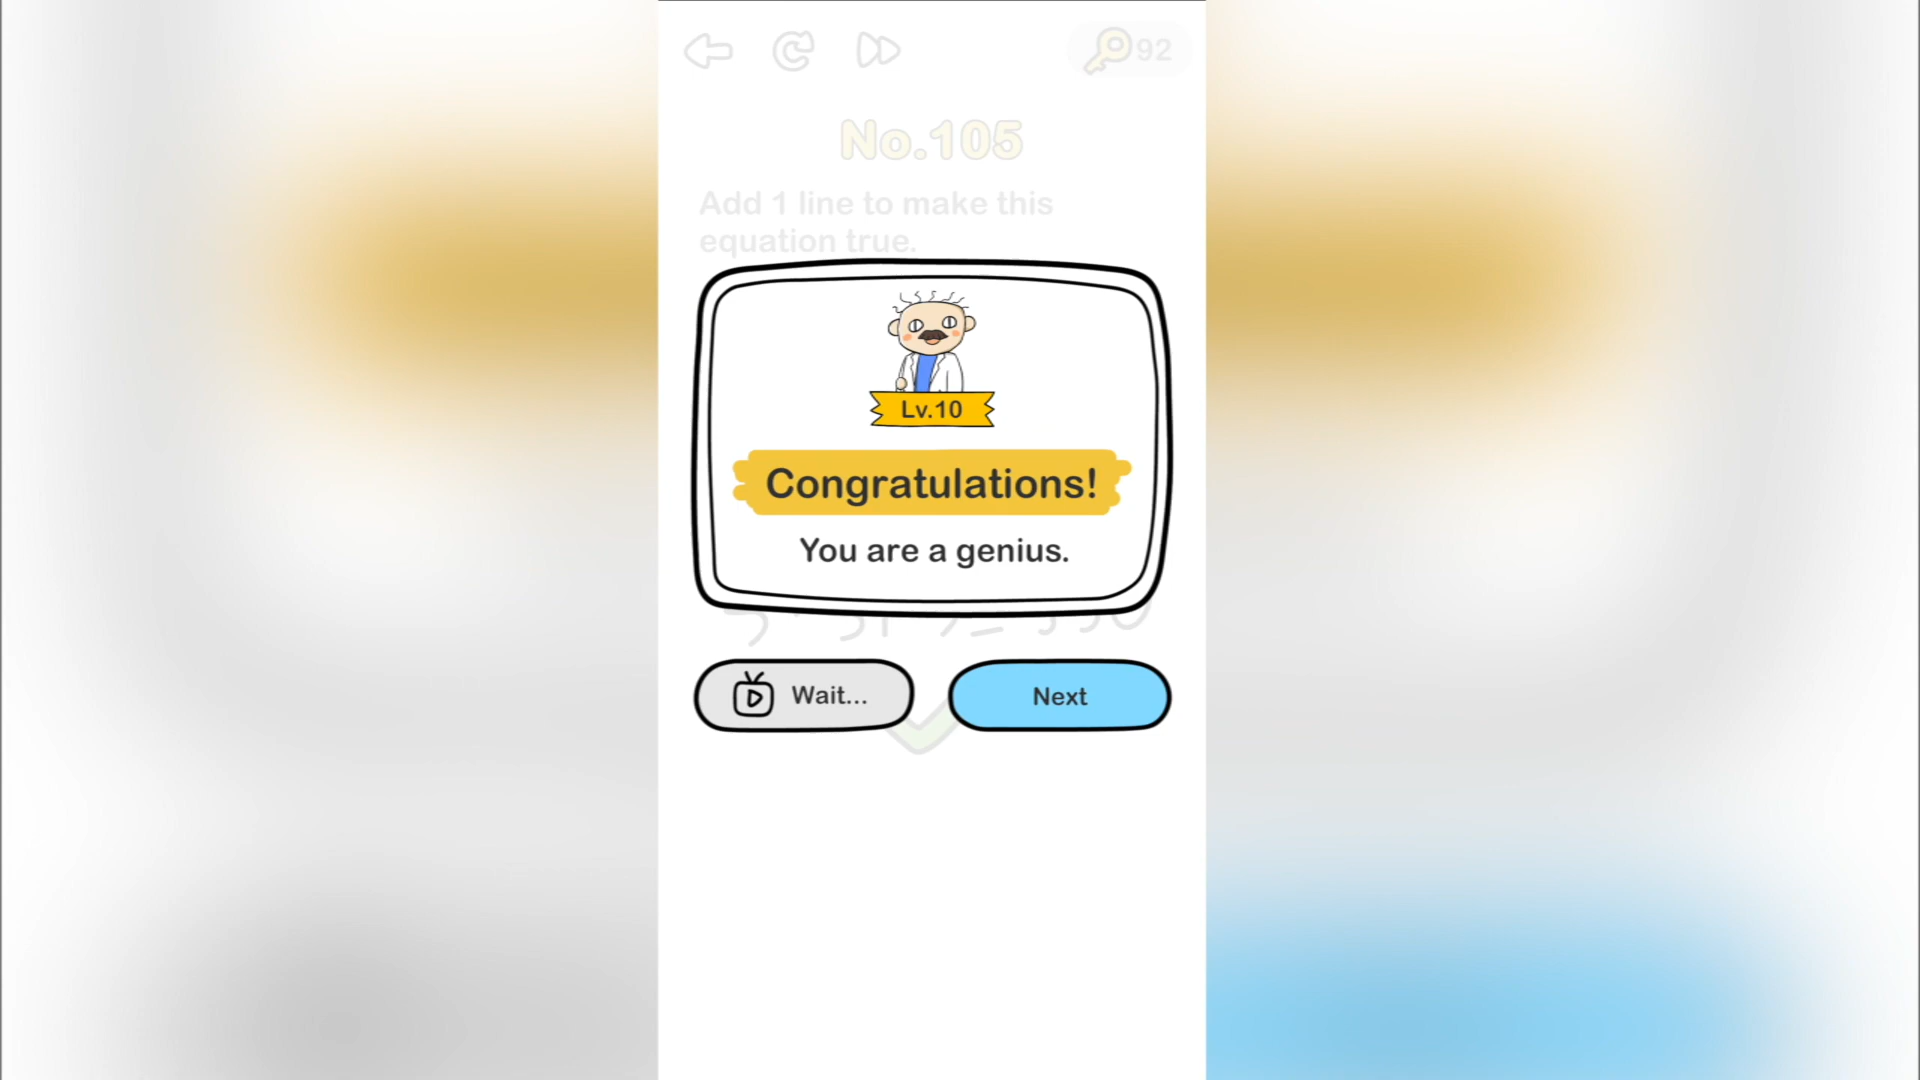 92
No.105
Add 1 line to make this
equation true.
Lv.10
Congratulations!
You are a genius.
Wait...
Next